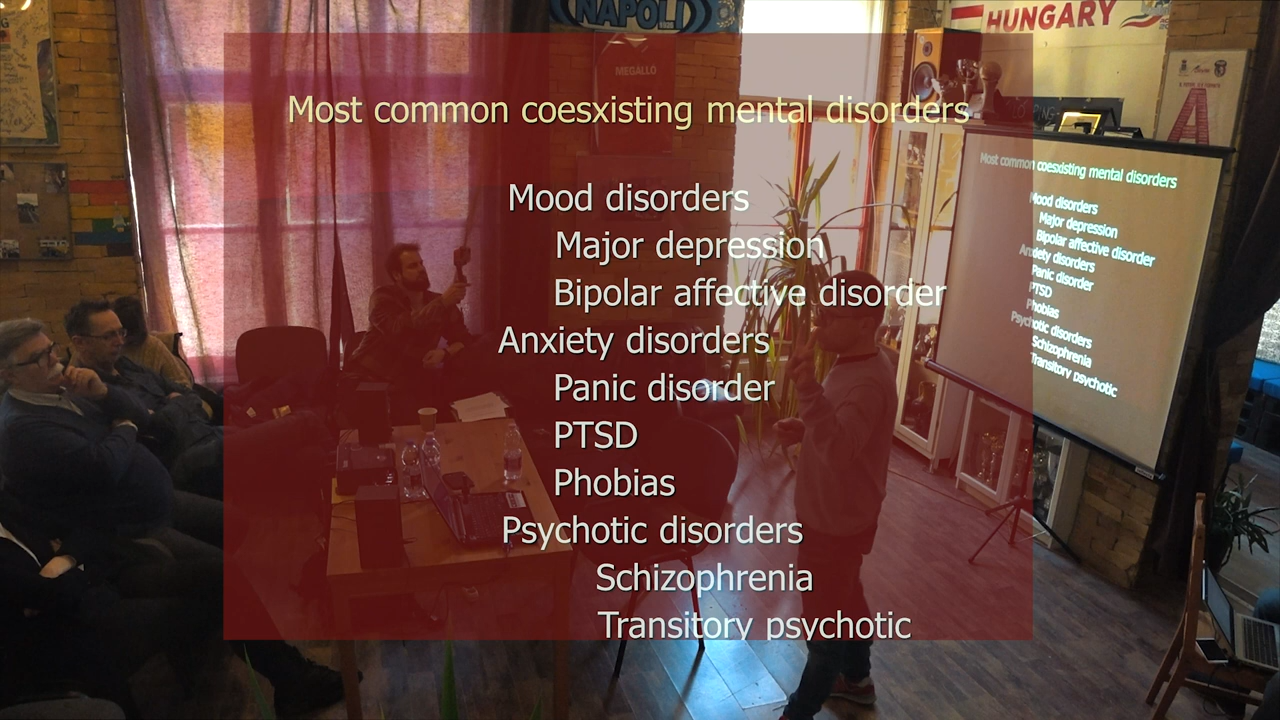 NAPOLI
HUNGARY
MEGÁLLÓ
Most common coesxisting mental disorders
Mood disorders
Major depression
Bipolar affective disorder
Anxiety disorders
Panic disorder
PTSD
Phobias
Psychotic disorders
Schizophrenia
Transitory psychotic
Most common coesxisting mental disorders
Mood disorders
Major depression
Bipolar affective disorder
Anxiety disorders
Panic disorder
PTSD
Phobias
Psychotic disorders
Schizophrenia
Transitory psychotic